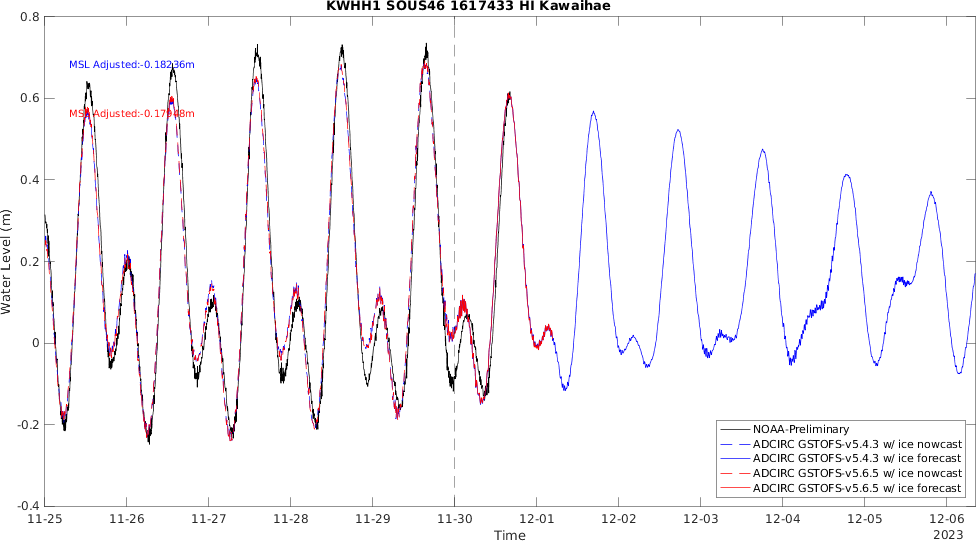 KWHH1 SOUS46 1617433 HI Kawaihae
0.8
0.6
0.4
0.2
0
-0.2
-0.4
Water Level (m)
MSL Adjusted:-0.18236m
MSL Adjusted:-0.17948m
NOAA-Preliminary
ADCIRC GSTOFS-v5.4.3 w/ ice nowcast
ADCIRC GSTOFS-v5.4.3 w/ ice forecast
ADCIRC GSTOFS-v5.6.5 w/ ice nowcast
ADCIRC GSTOFS-v5.6.5 w/ ice forecast
11-25 11-26 11-27 11-28 11-29 11-30 12-01 12-02 12-03 12-04 12-05 12-06
Time
2023